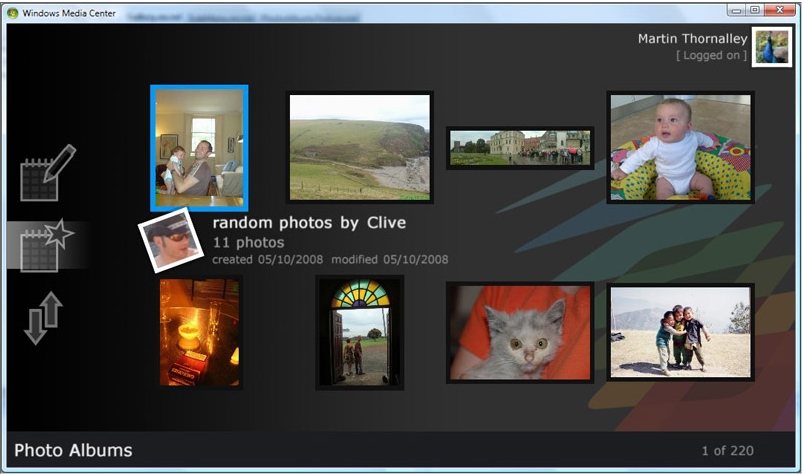 Windows Media Center
Martin Thornalley
[ Logged on ]
random photos by Clive
11 photos
created 05/10/2008 modified 05/10/2008
Photo Albums
1 of 220